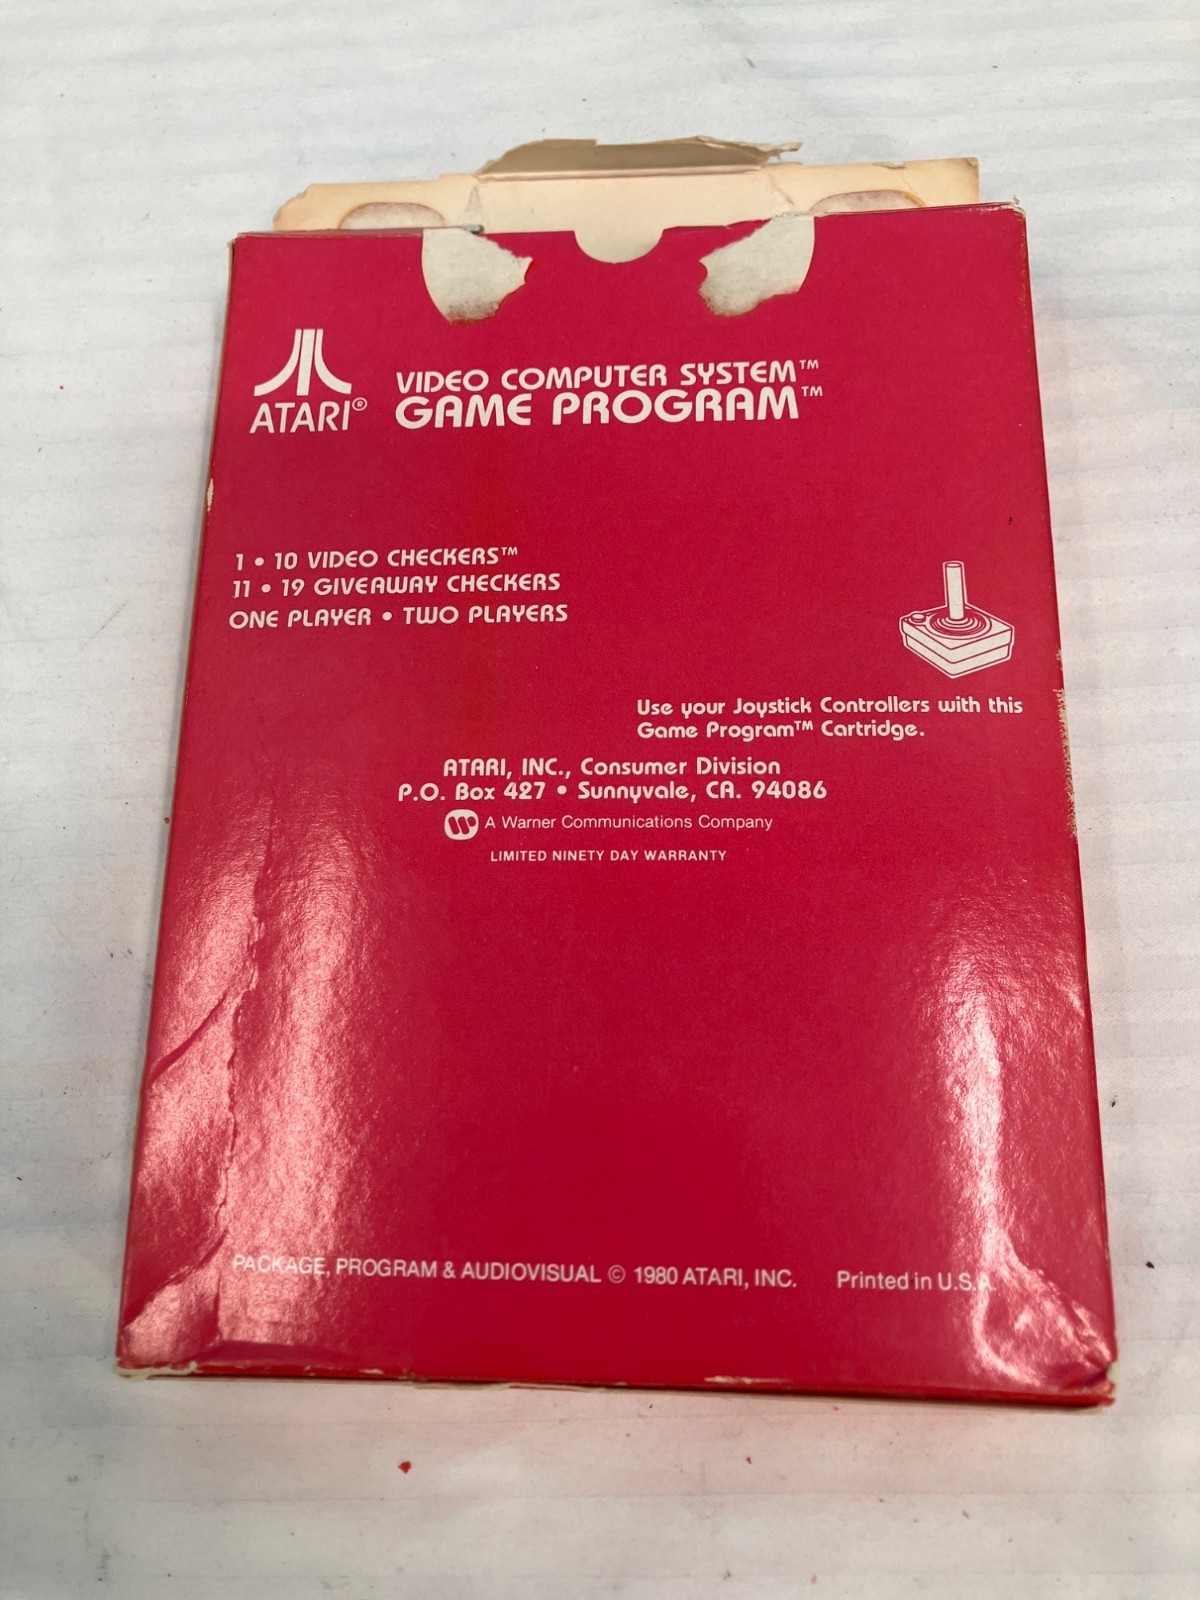 ATARI®
VIDEO COMPUTER SYSTEM™
GAME PROGRAM™
1 • 10 VIDEO CHECKERS™
11 • 19 GIVEAWAY CHECKERS
ONE PLAYER • TWO PLAYERS
Use your Joystick Controllers with this
Game Program™ Cartridge.
ATARI, INC., Consumer Division
P.O. Box 427 • Sunnyvale, CA. 94086
A Warner Communications Company
LIMITED NINETY DAY WARRANTY
PACKAGE, PROGRAM & AUDIOVISUAL © 1980 ATARI, INC. Printed in U.S.A.